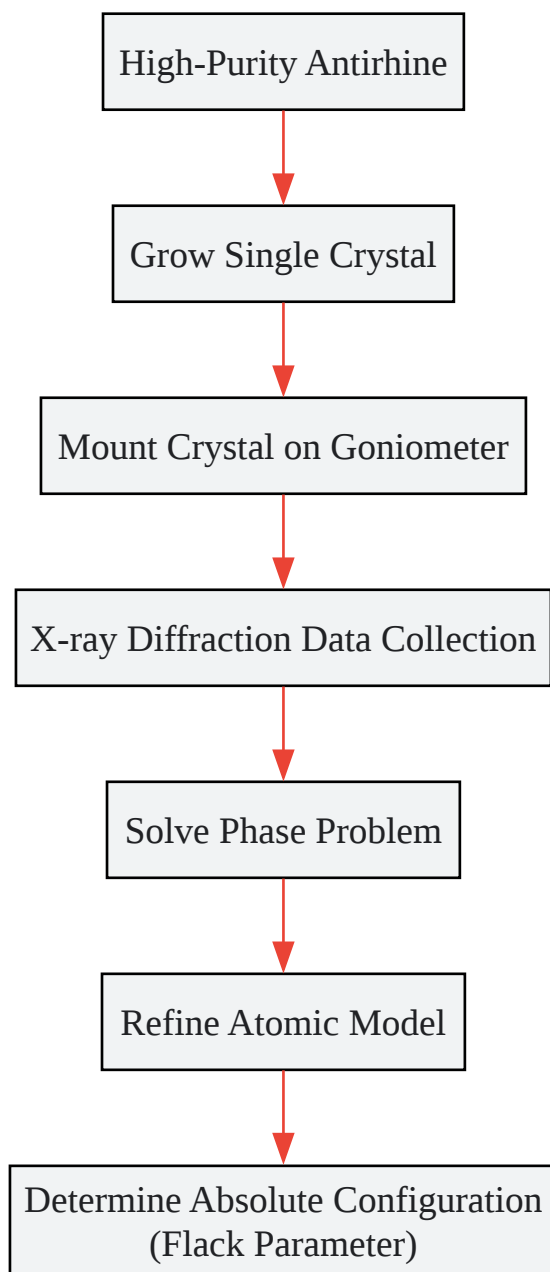 High-Purity Antirhine
Grow Single Crystal
Mount Crystal on Goniometer
X-ray Diffraction Data Collection
Solve Phase Problem
Refine Atomic Model
Determine Absolute Configuration
(Flack Parameter)